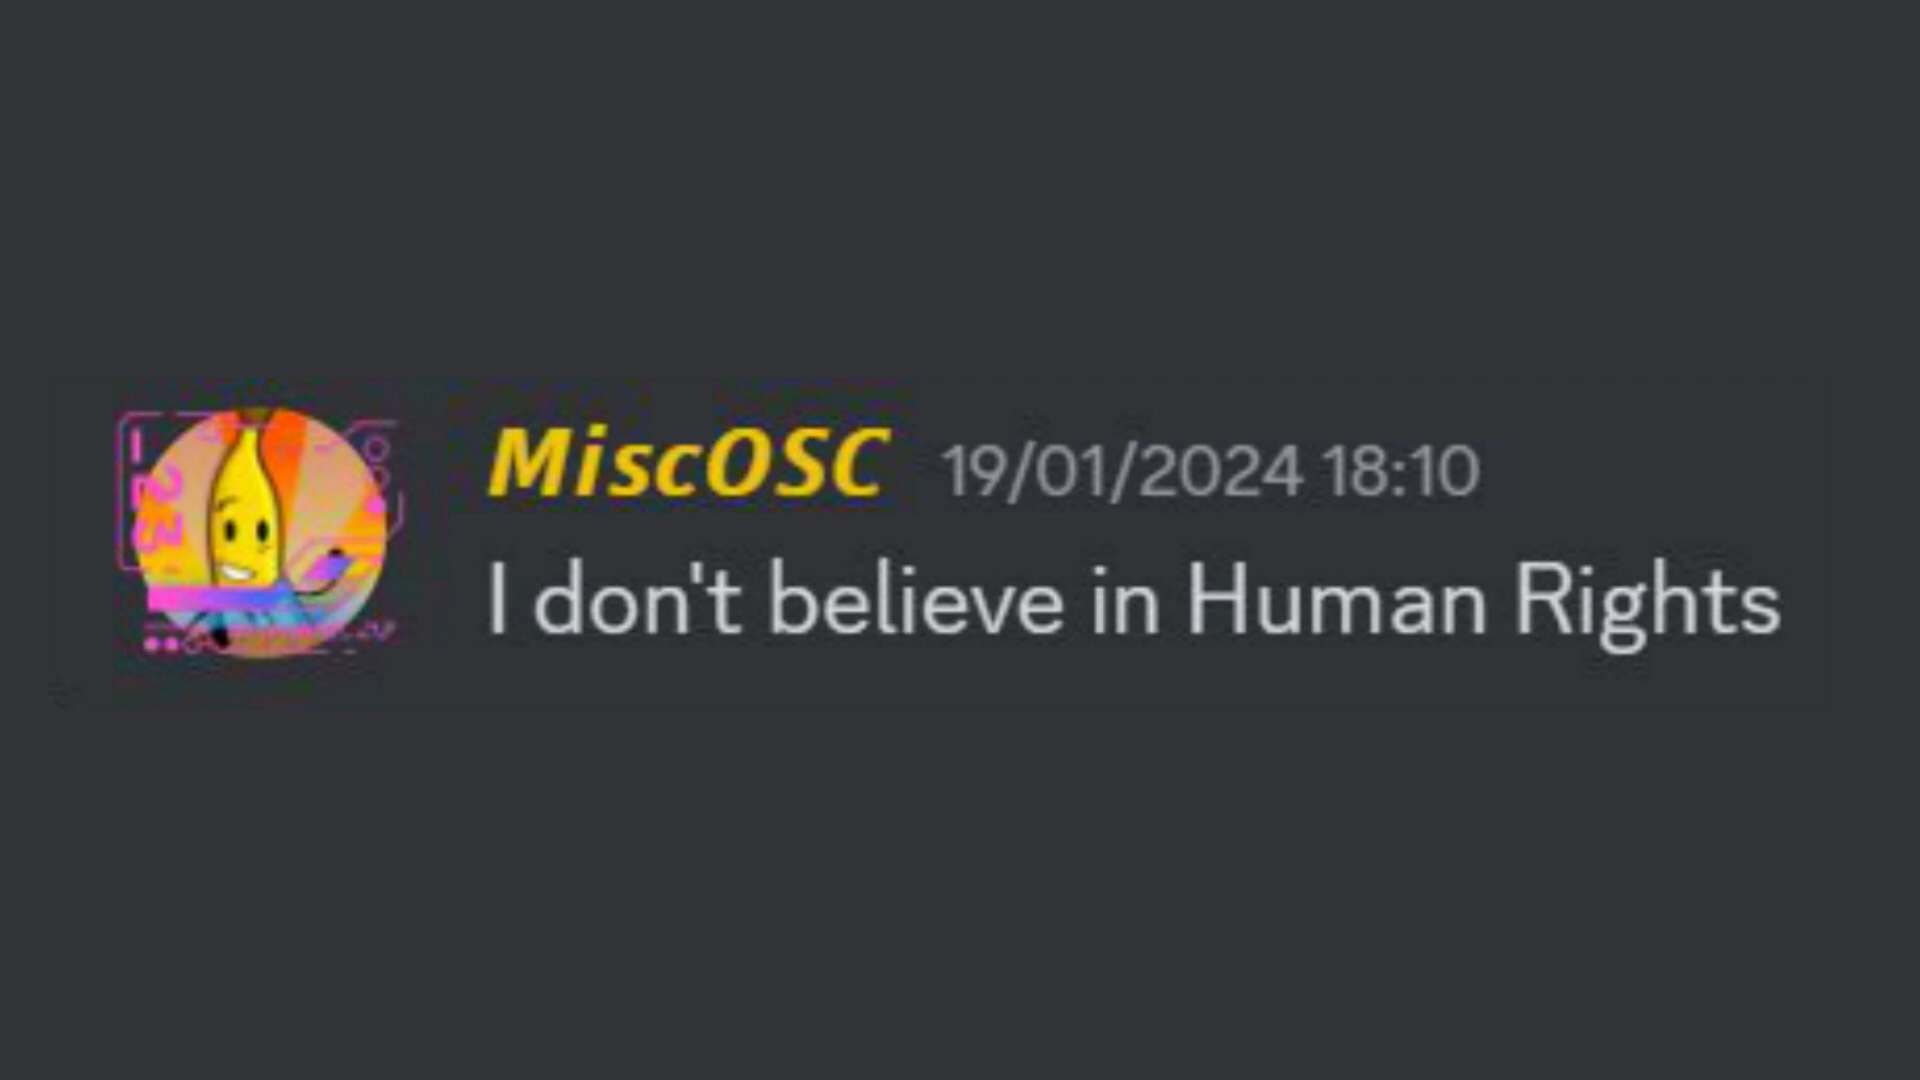 MiscOSC 19/01/2024 18:10
I don't believe in Human Rights